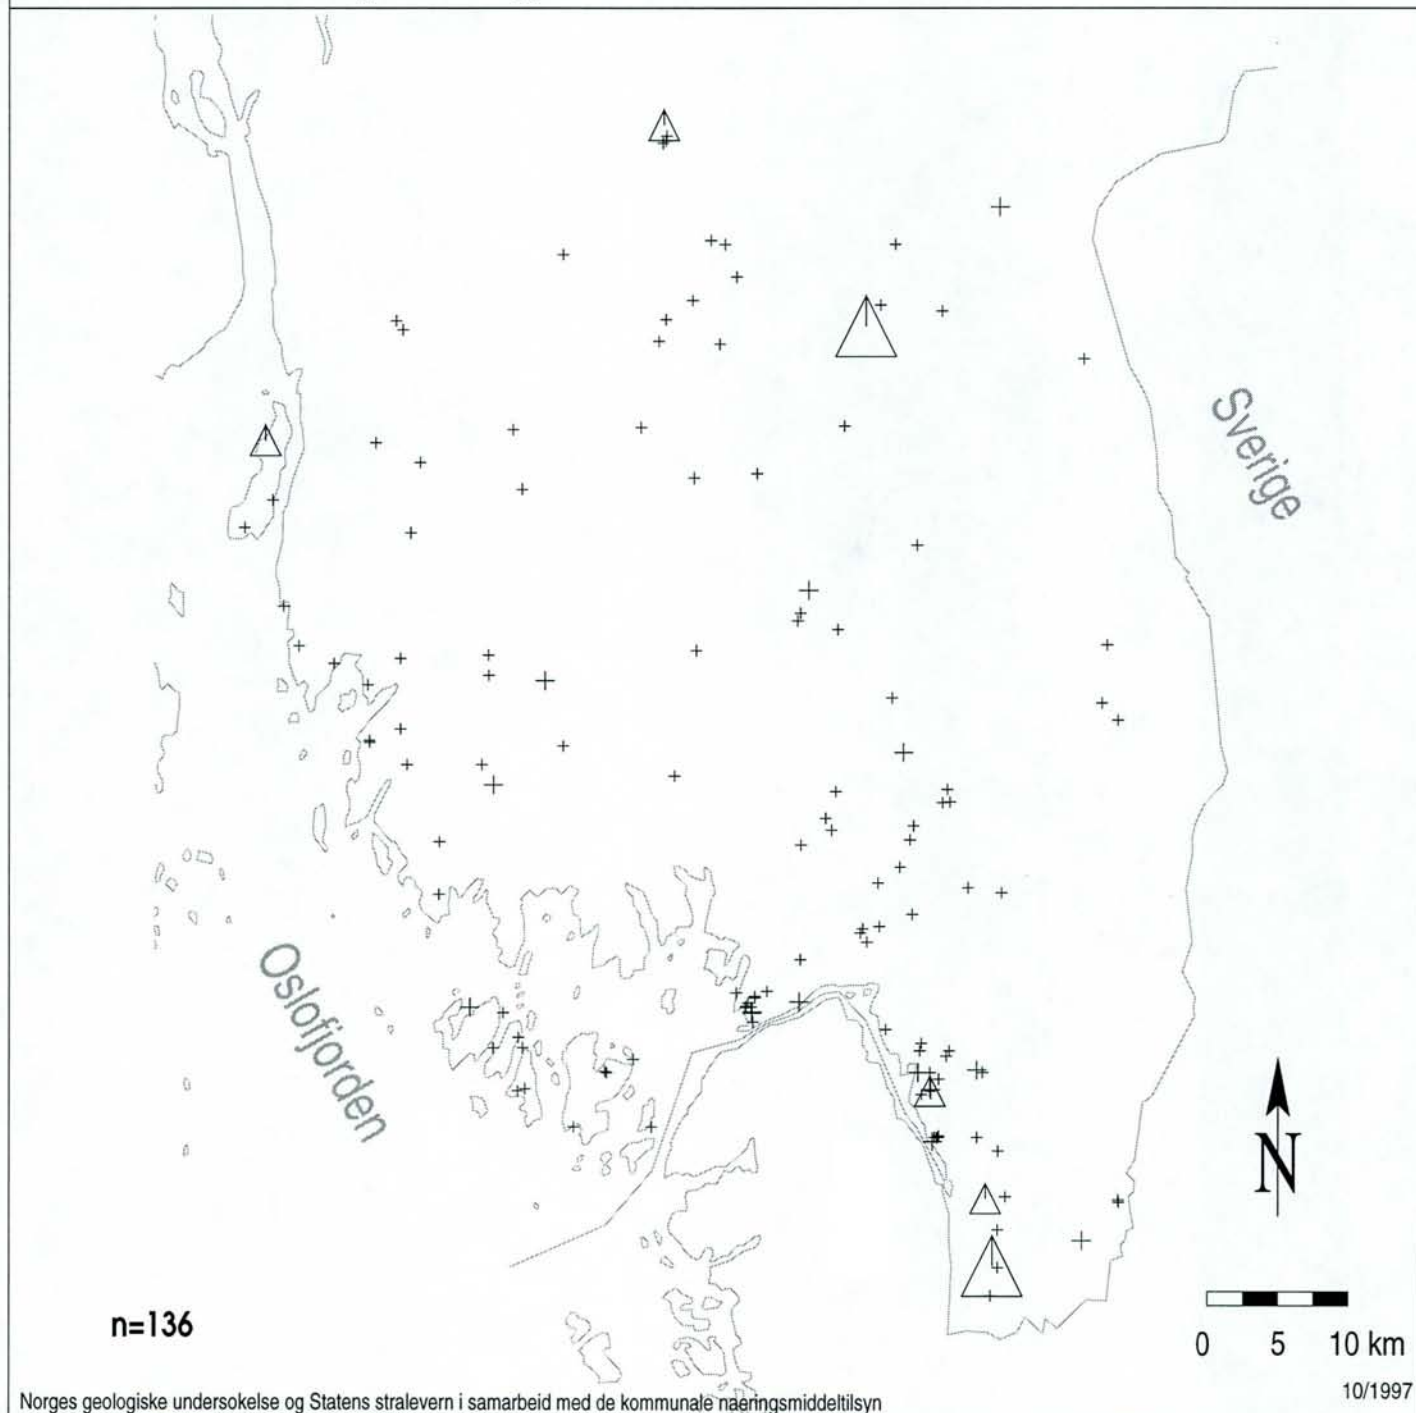 Sverige
Oslofjorden
N
n=136
0 5 10 km
10/1997
Norges geologiske undersokelse og Statens stralevern i samarbeid med de kommunale naeringsmiddeltilsyn